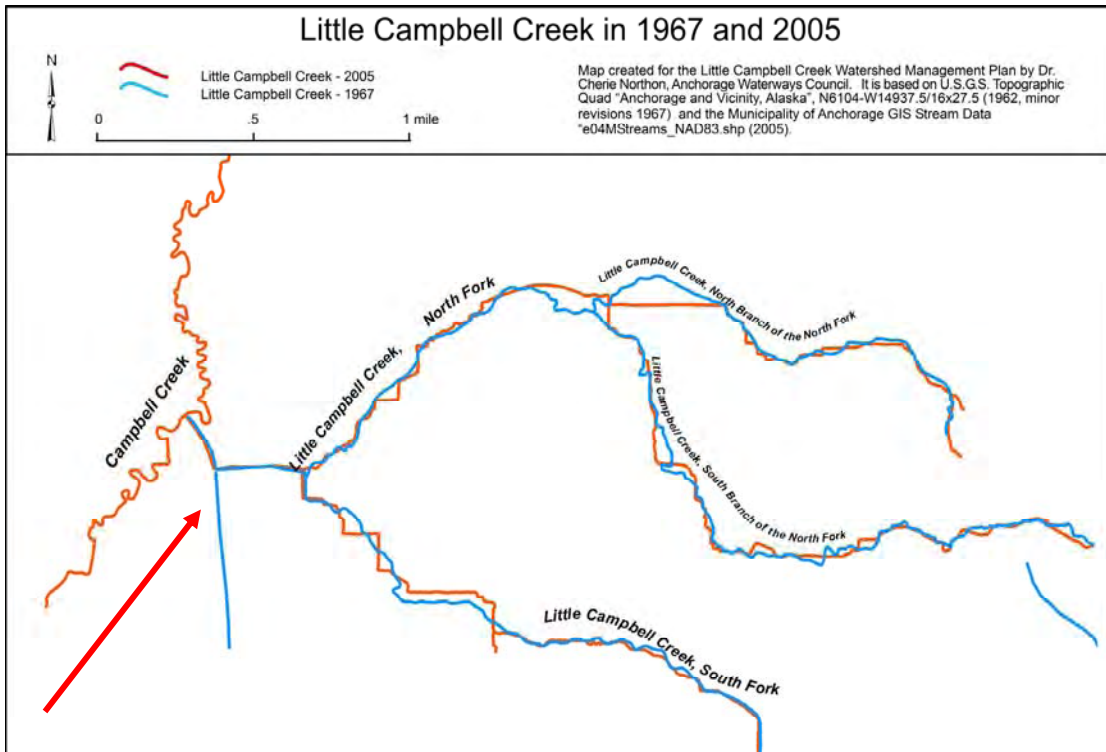 Little Campbell Creek in 1967 and 2005
N
Little Campbell Creek - 2005
Little Campbell Creek - 1967
0 .5 1 mile
Map created for the Little Campbell Creek Watershed Management Plan by Dr.
Cherie Northon, Anchorage Waterways Council. It is based on U.S.G.S. Topographic
Quad "Anchorage and Vicinity, Alaska", N6104-W14937.5/16x27.5 (1962, minor
revisions 1967) and the Municipality of Anchorage GIS Stream Data
"e04MStreams_NAD83.shp (2005).
Little Campbell Creek, North Branch of the North Fork
Little Campbell Creek, North Fork
Campbell Creek
Little Campbell Creek, South Branch of the North Fork
Little Campbell Creek, South Fork